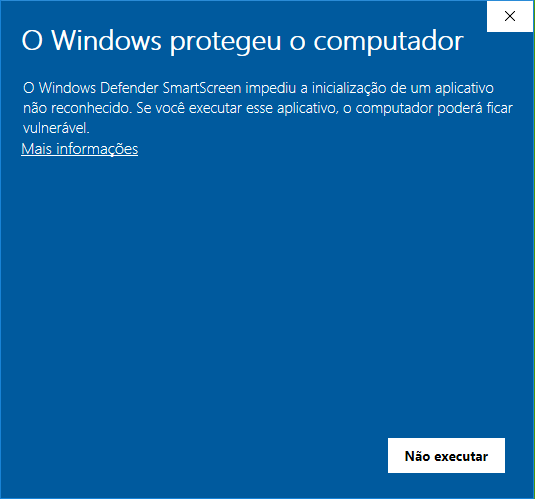 O Windows protegeu o computador
O Windows Defender SmartScreen impediu a inicialização de um aplicativo
não reconhecido. Se você executar esse aplicativo, o computador poderá ficar
vulnerável.
Mais informações
Não executar